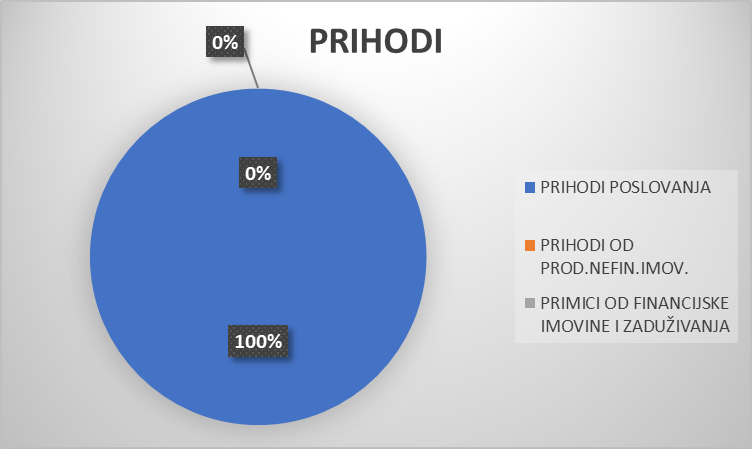 PRIHODI
0%
0%
100%
PRIHODI POSLOVANJA
PRIHODI OD
PROD.NEFIN.IMOV.
PRIMICI OD FINANCIJSKE
IMOVINE I ZADUŽIVANJA